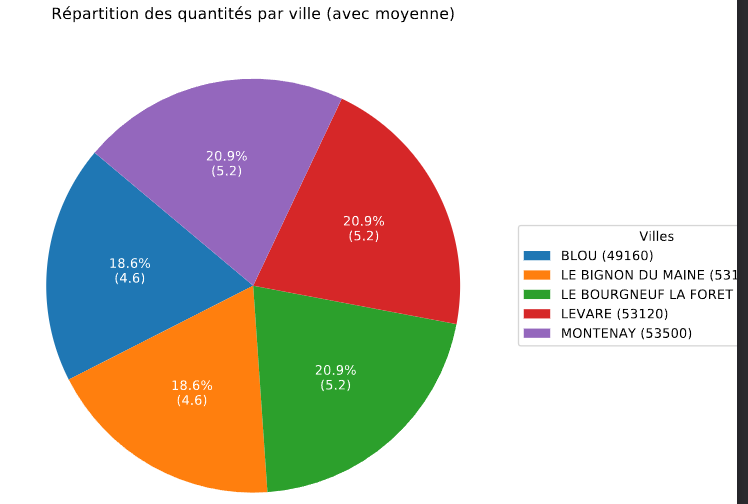 Répartition des quantités par ville (avec moyenne)
20.9%
(5.2)
20.9%
(5.2)
18.6%
(4.6)
20.9%
(5.2)
18.6%
(4.6)
Villes
BLOU (49160)
LE BIGNON DU MAINE (531
LE BOURGNEUF LA FORET
LEVARE (53120)
MONTENAY (53500)